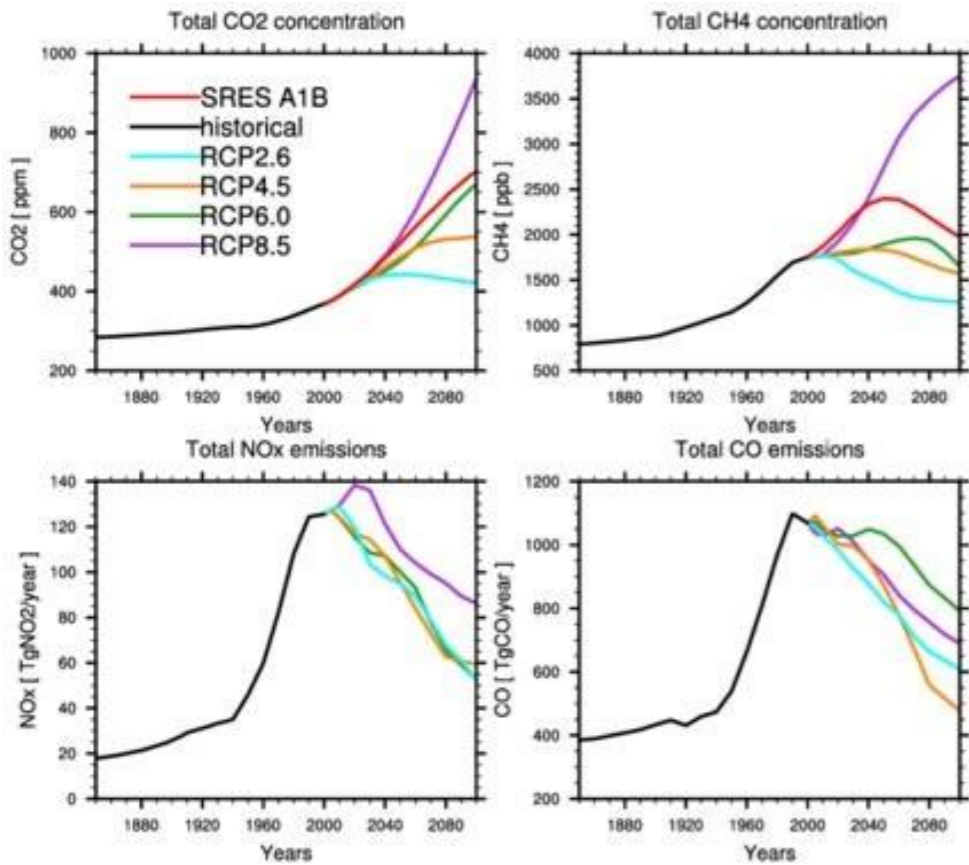 Total CO2 concentration
1000
800
600
400
200
CO2 [ ppm ]
SRES A1B
historical
RCP2.6
RCP4.5
RCP6.0
RCP8.5
1880 1920 1960 2000 2040 2080
Years
Total CH4 concentration
4000
3500
3000
2500
2000
1500
1000
500
CH4 [ ppb ]
1880 1920 1960 2000 2040 2080
Years
Total NOx emissions
140
120
100
80
60
40
20
0
NOx [ TgNO2/year ]
1880 1920 1960 2000 2040 2080
Years
Total CO emissions
1200
1000
800
600
400
200
CO [ TgCO/year ]
1880 1920 1960 2000 2040 2080
Years